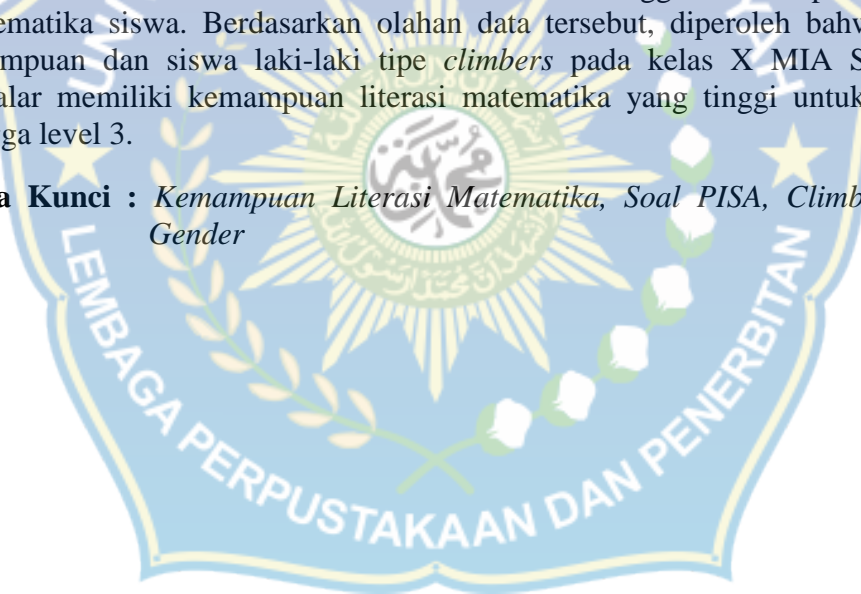 ematika siswa. Berdasarkan olahan data tersebut, diperoleh bahw
mpuan dan siswa laki-laki tipe climbers pada kelas X MIA S
alar memiliki kemampuan literasi matematika yang tinggi untuk
ga level 3.
a Kunci : Kemampuan Literasi Matematika, Soal PISA, Climb
Gender
LEMBAGA PERPUSTAKAAN DAN PENERBITAN